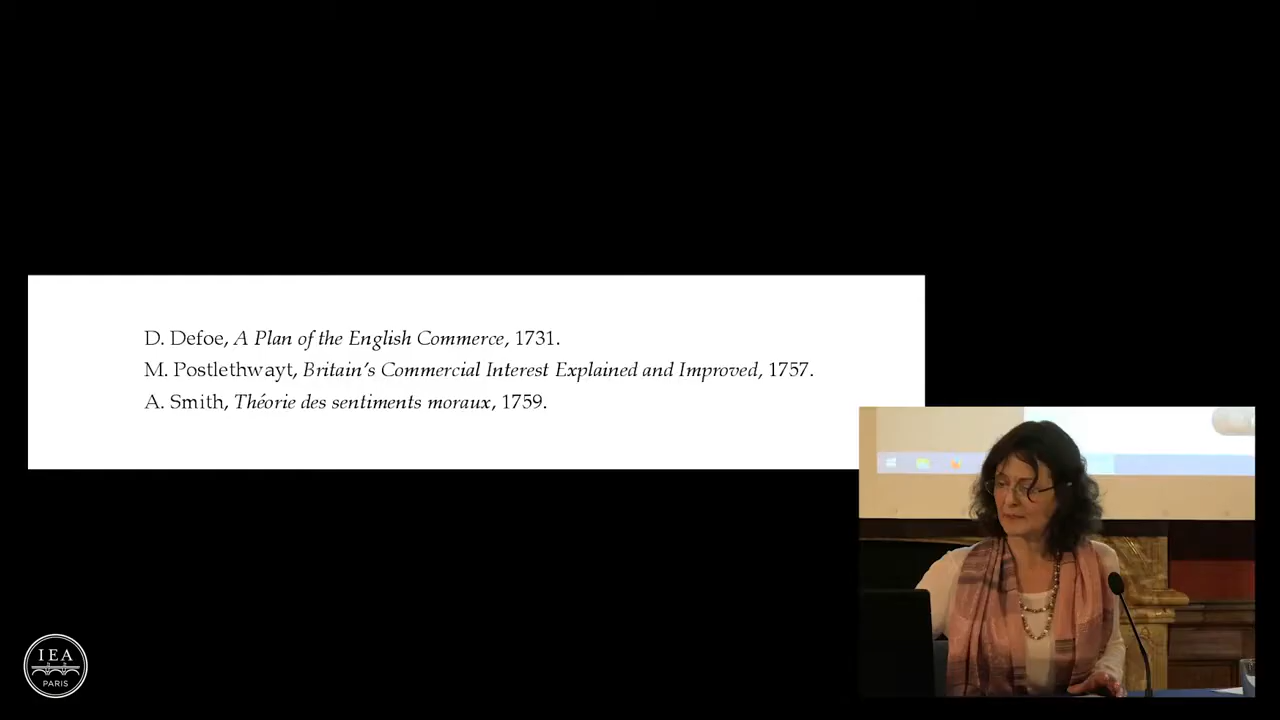 D. Defoe, A Plan of the English Commerce, 1731.
M. Postlethwayt, Britain's Commercial Interest Explained and Improved, 1757.
A. Smith, Théorie des sentiments moraux, 1759.
IEA
PARIS